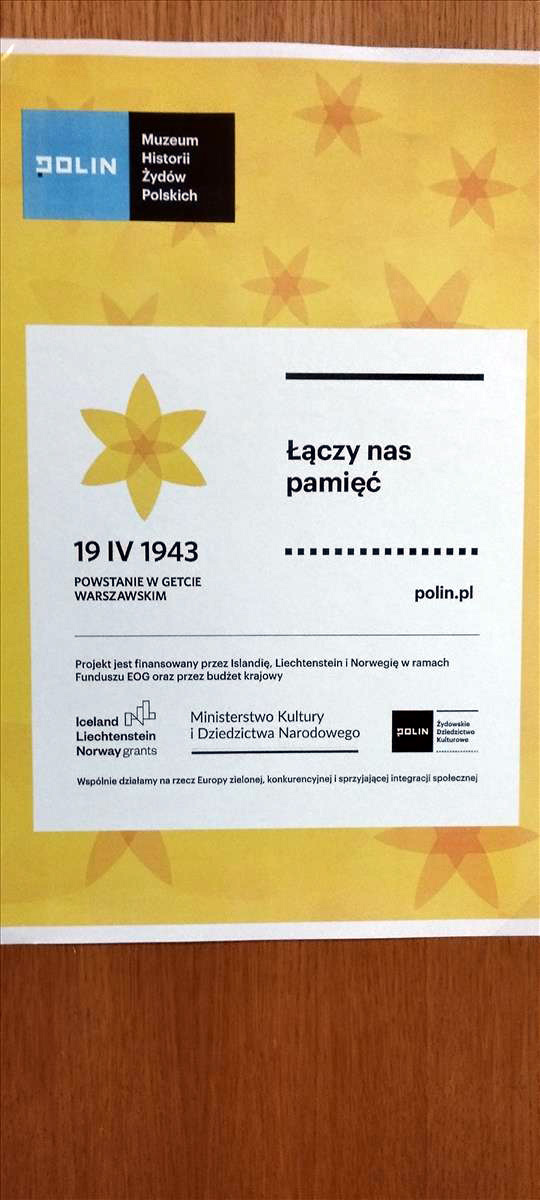 POLIN
Muzeum
Historii
Żydów
Polskich
Łączy nas
pamięć
19 IV 1943
POWSTANIE W GETCIE
WARSZAWSKIM
polin.pl
Projekt jest finansowany przez Islandię, Liechtenstein i Norwegię w ramach
Funduszu EOG oraz przez budżet krajowy
Iceland
Liechtenstein
Norway grants
Ministerstwo Kultury
i Dziedzictwa Narodowego
POLIN
Żydowskie
Dziedzictwo
Kulturowe
Wspólnie działamy na rzecz Europy zielonej, konkurencyjnej i sprzyjającej integracji społecznej